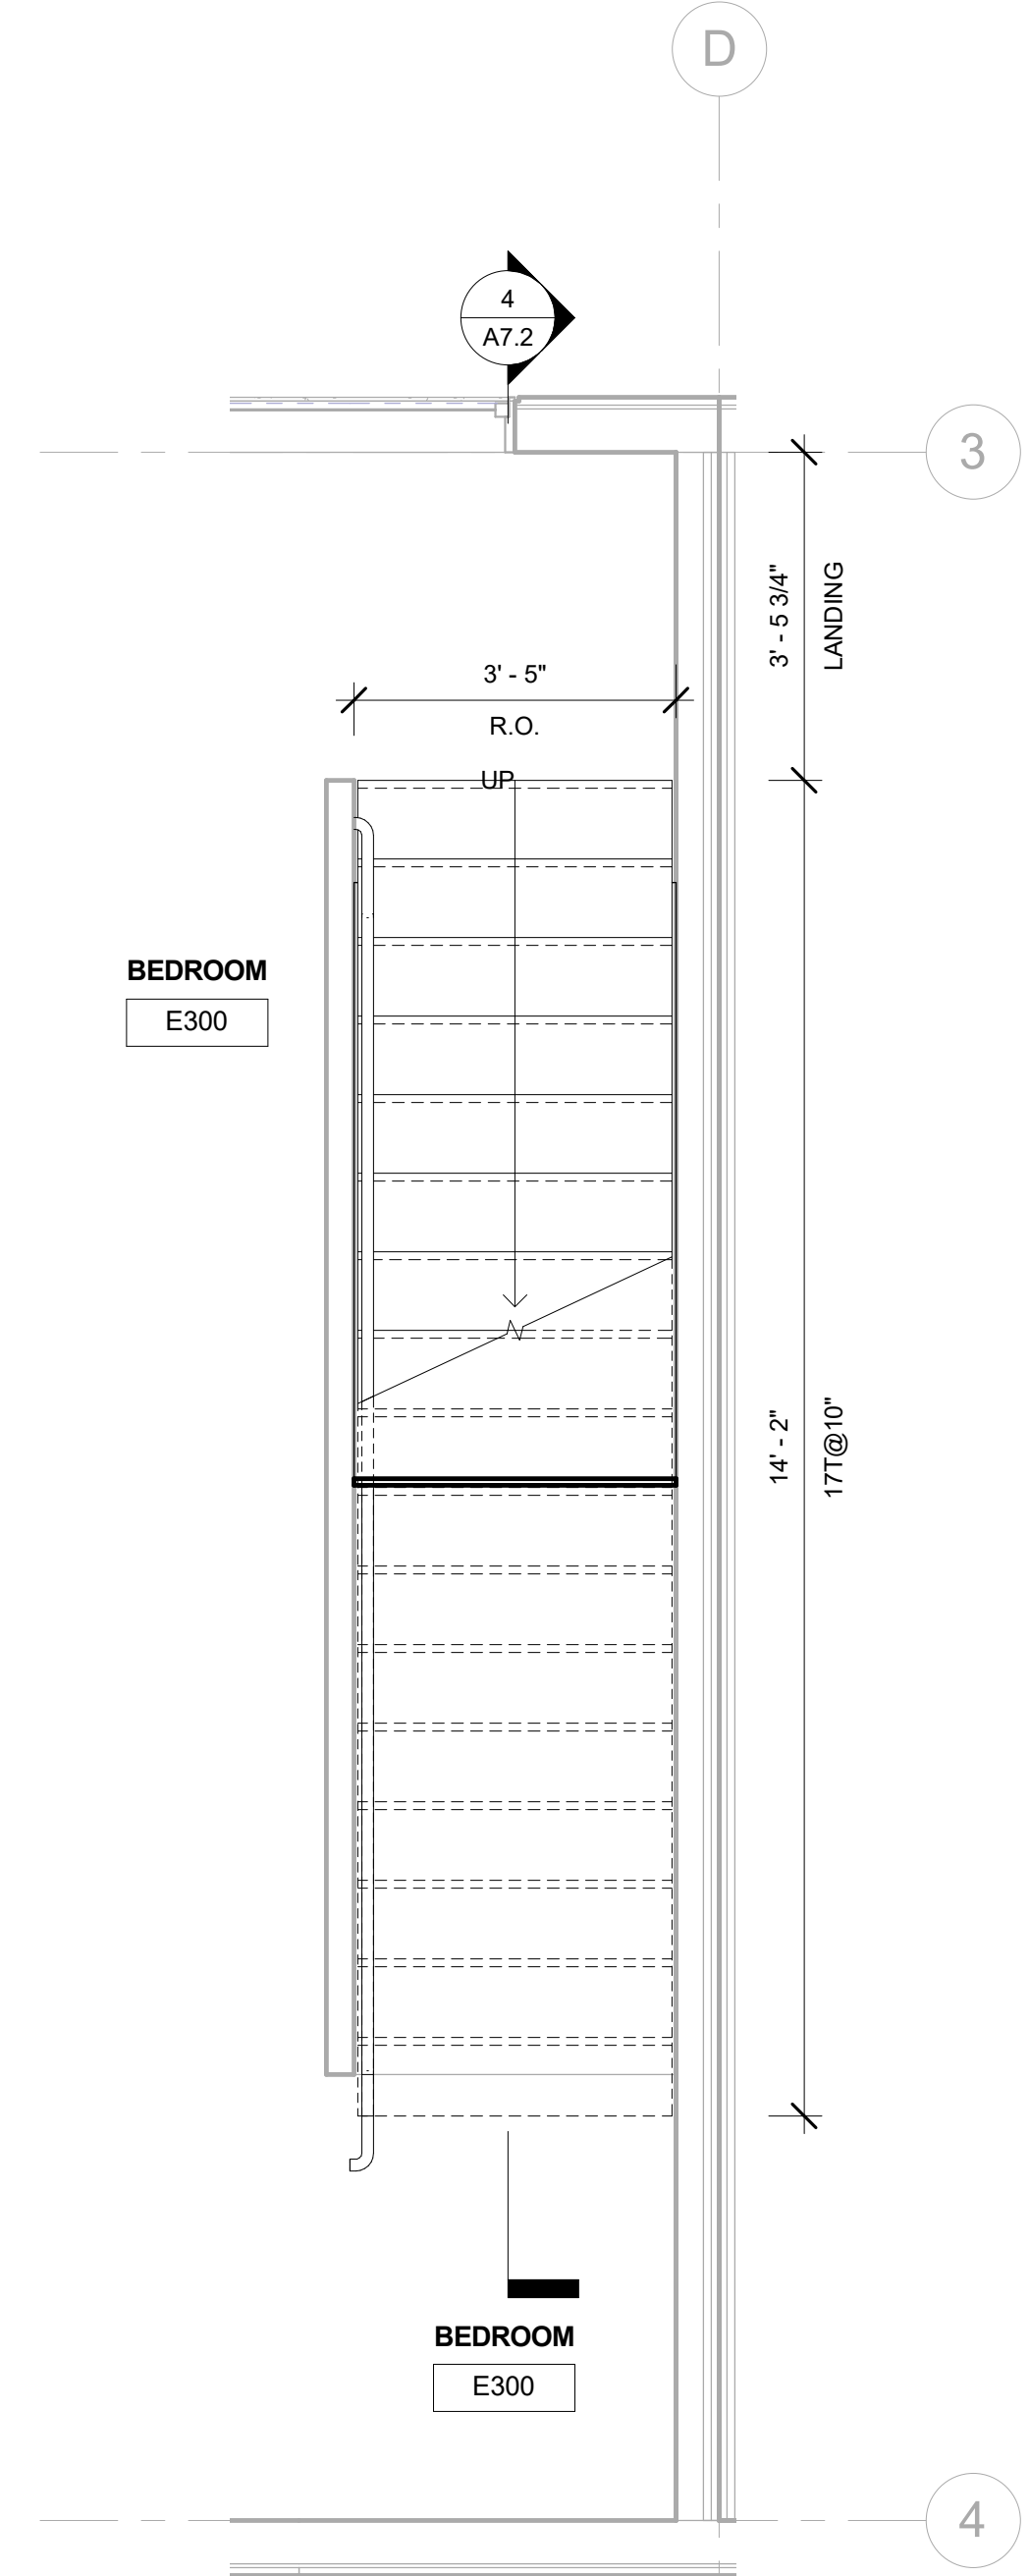 D
4
A7.2
3
3' - 5 3/4"
LANDING
3' - 5"
R.O.
UP
BEDROOM
E300
14' - 2"
17T@10"
BEDROOM
E300
4